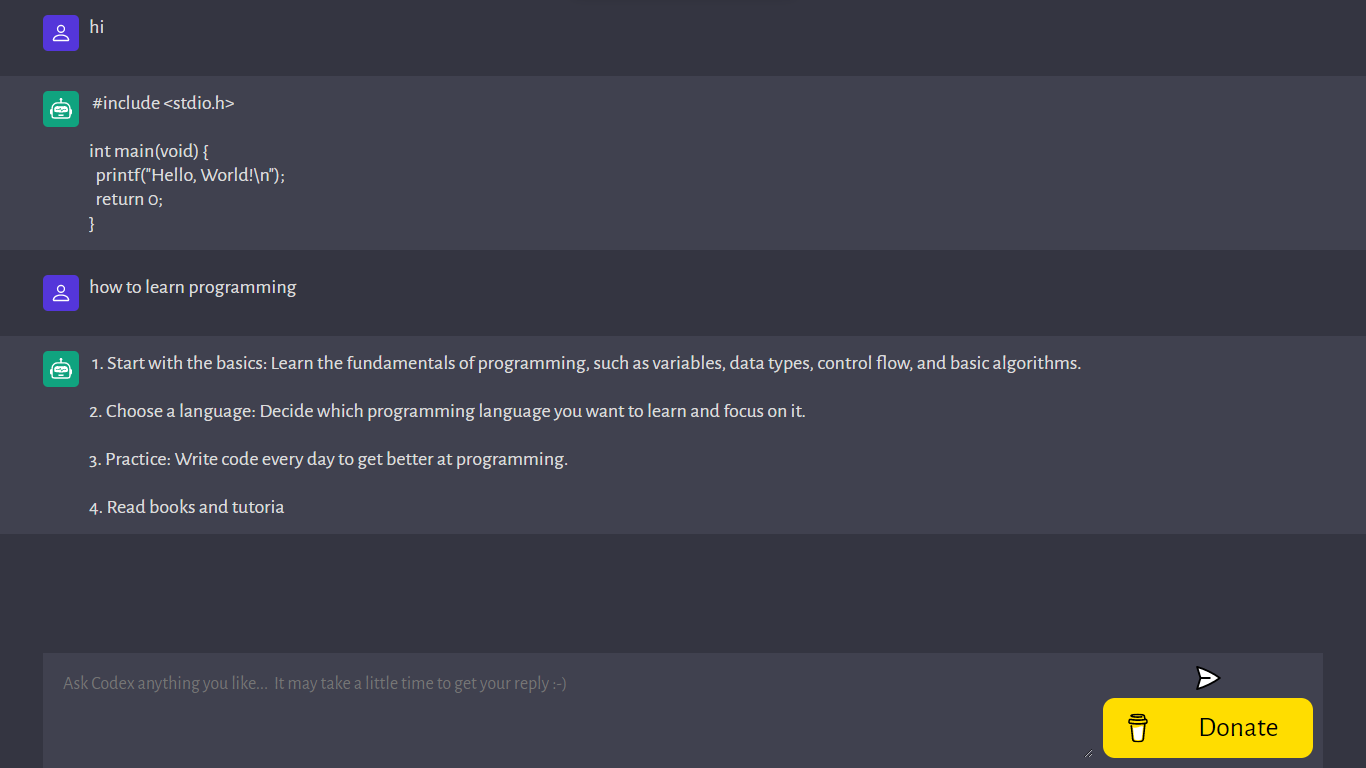 hi
#include <stdio.h>
int main(void) {
printf("Hello, World!\n");
return 0;
}
how to learn programming
1. Start with the basics: Learn the fundamentals of programming, such as variables, data types, control flow, and basic algorithms.
2. Choose a language: Decide which programming language you want to learn and focus on it.
3. Practice: Write code every day to get better at programming.
4. Read books and tutoria
Ask Codex anything you like... It may take a little time to get your reply :-)
Donate